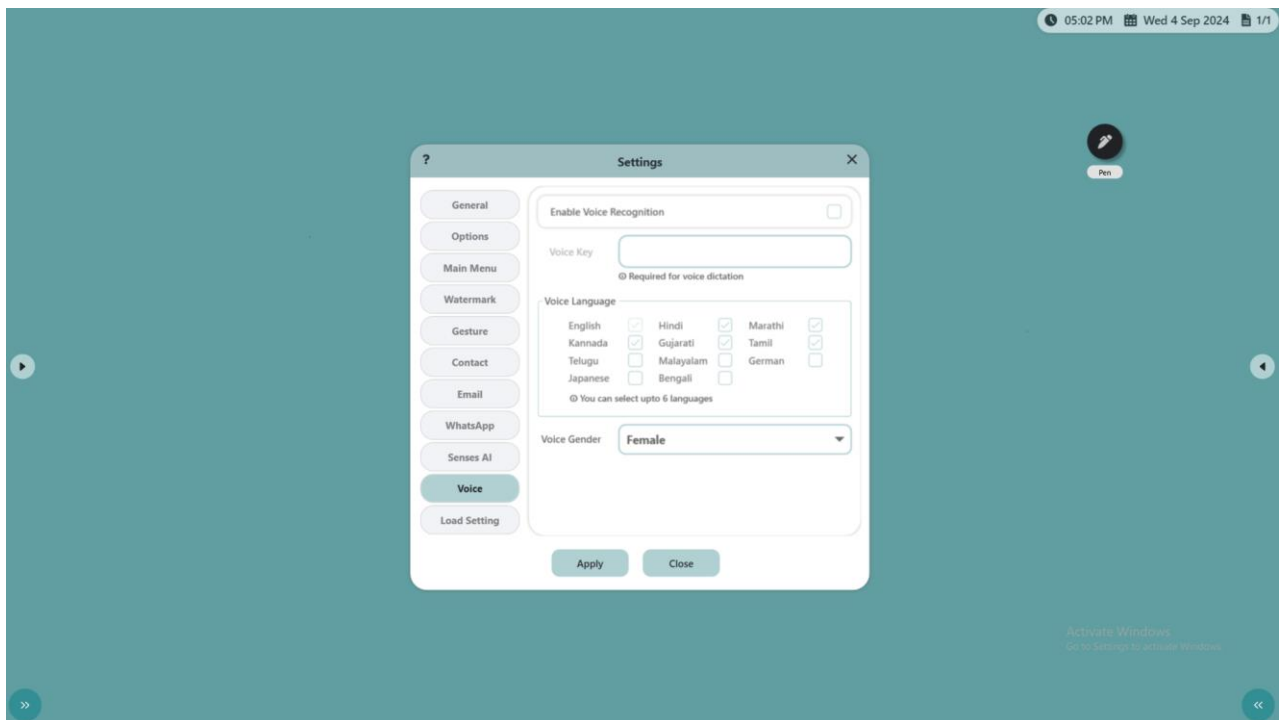 05:02 PM Wed 4 Sep 2024 1/1
Pen
? Settings
General
Options
Main Menu
Watermark
Gesture
Contact
Email
WhatsApp
Senses AI
Voice
Load Setting
Enable Voice Recognition
Voice Key
Required for voice dictation
Voice Language
English Hindi Marathi
Kannada Gujarati Tamil
Telugu Malayalam German
Japanese Bengali
You can select upto 6 languages
Voice Gender Female
Apply Close
Activate Windows
Go to Settings to activate Windows.